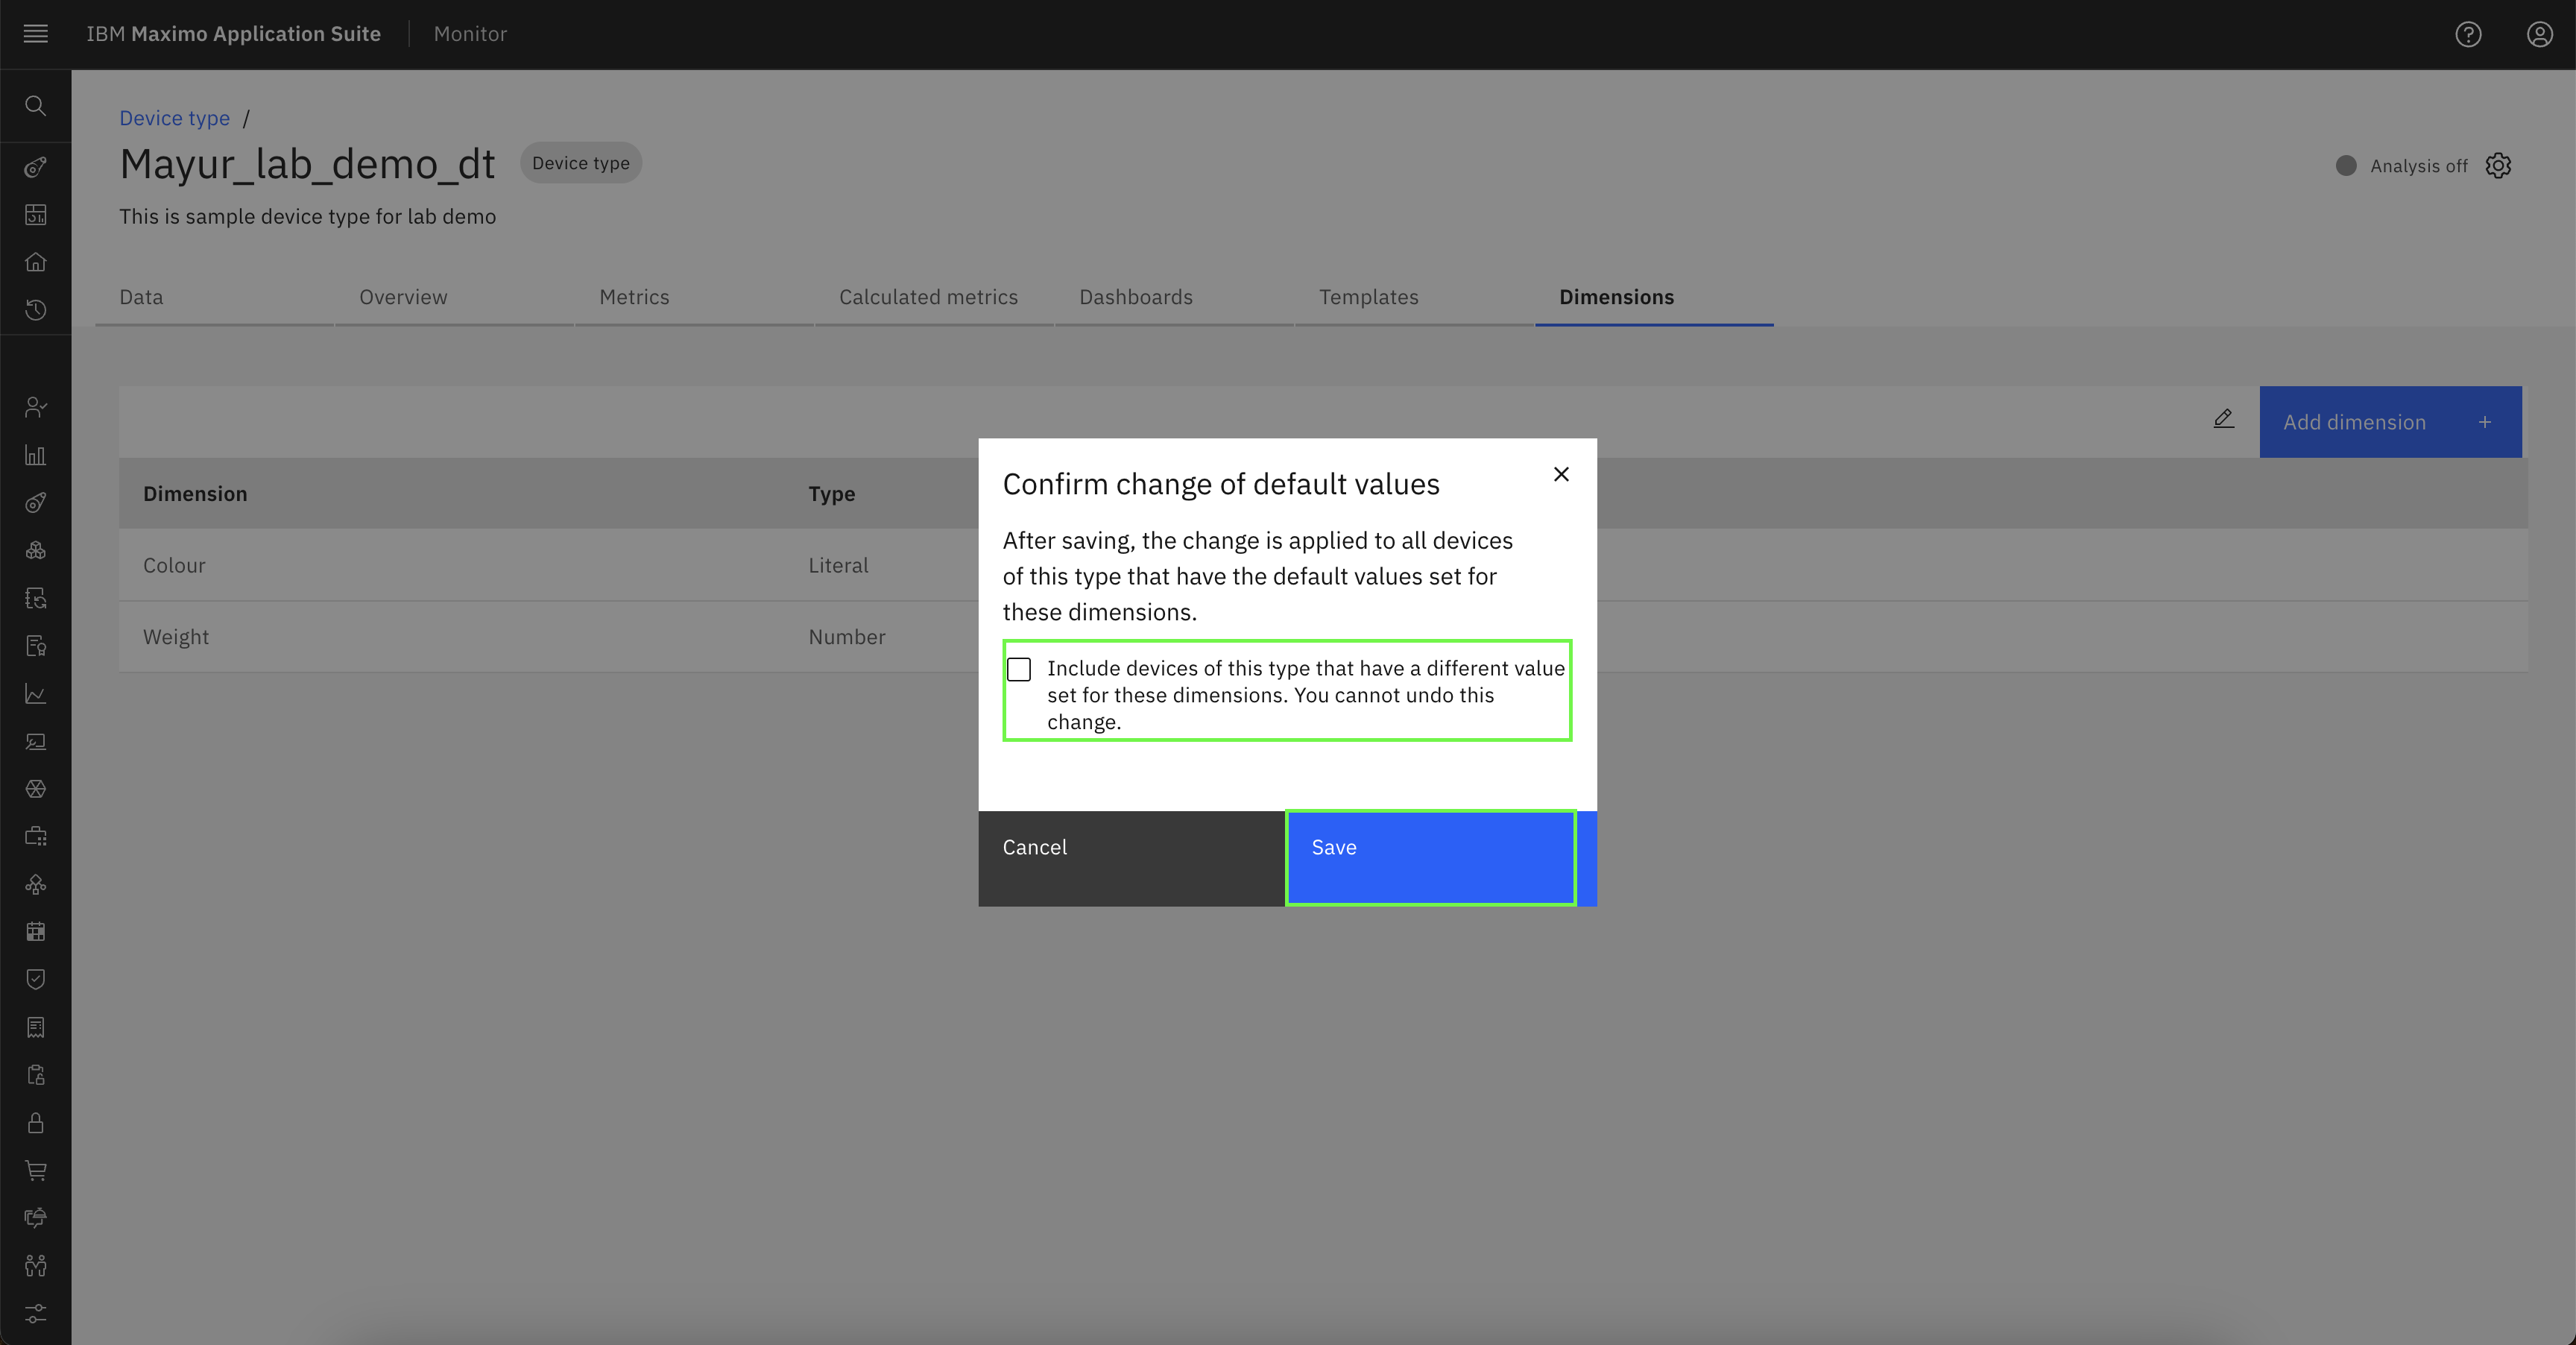 IBM Maximo Application Suite
Monitor
Device type /
Mayur_lab_demo_dt
Device type
Analysis off
This is sample device type for lab demo
Data
Overview
Metrics
Calculated metrics
Dashboards
Templates
Dimensions
Add dimension +
Dimension
Type
Colour
Literal
Weight
Number
Confirm change of default values
After saving, the change is applied to all devices
of this type that have the default values set for
these dimensions.
Include devices of this type that have a different value
set for these dimensions. You cannot undo this
change.
Cancel
Save